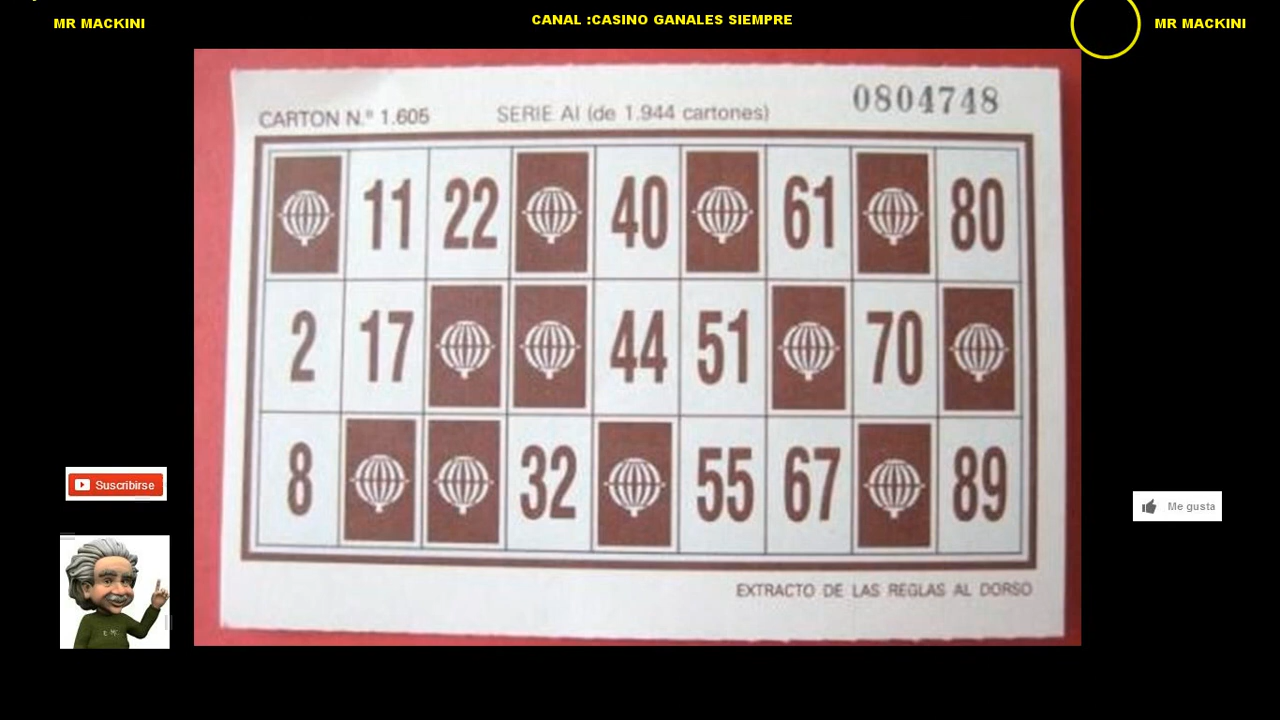 MR MACKINI
CANAL :CASINO GANALES SIEMPRE
MR MACKINI
CARTON N.º 1.605
SERIE AI (de 1.944 cartones)
0804748
11 22 40 61 80
2 17 44 51 70
8 32 55 67 89
EXTRACTO DE LAS REGLAS AL DORSO
Suscribirse
Me gusta